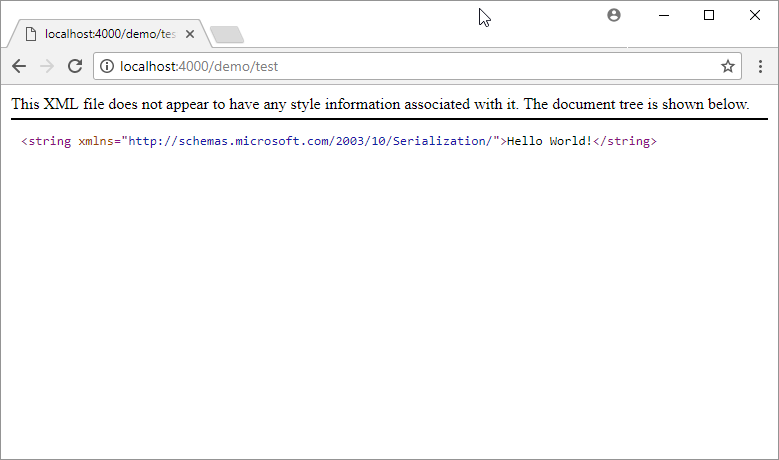 localhost:4000/demo/tes
localhost:4000/demo/test
This XML file does not appear to have any style information associated with it. The document tree is shown below.
<string xmlns="http://schemas.microsoft.com/2003/10/Serialization/">Hello World!</string>